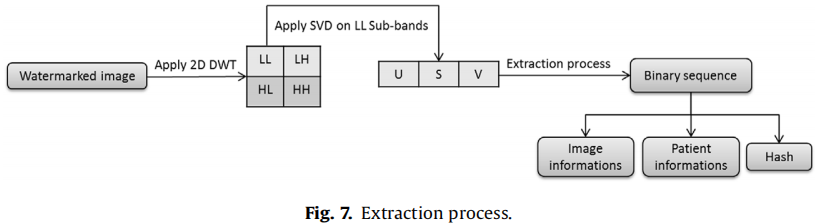 Apply SVD on LL Sub-bands
Watermarked image
Apply 2D DWT
LL LH
HL HH
U S V
Extraction process
Binary sequence
Image
informations
Patient
informations
Hash
Fig. 7. Extraction process.